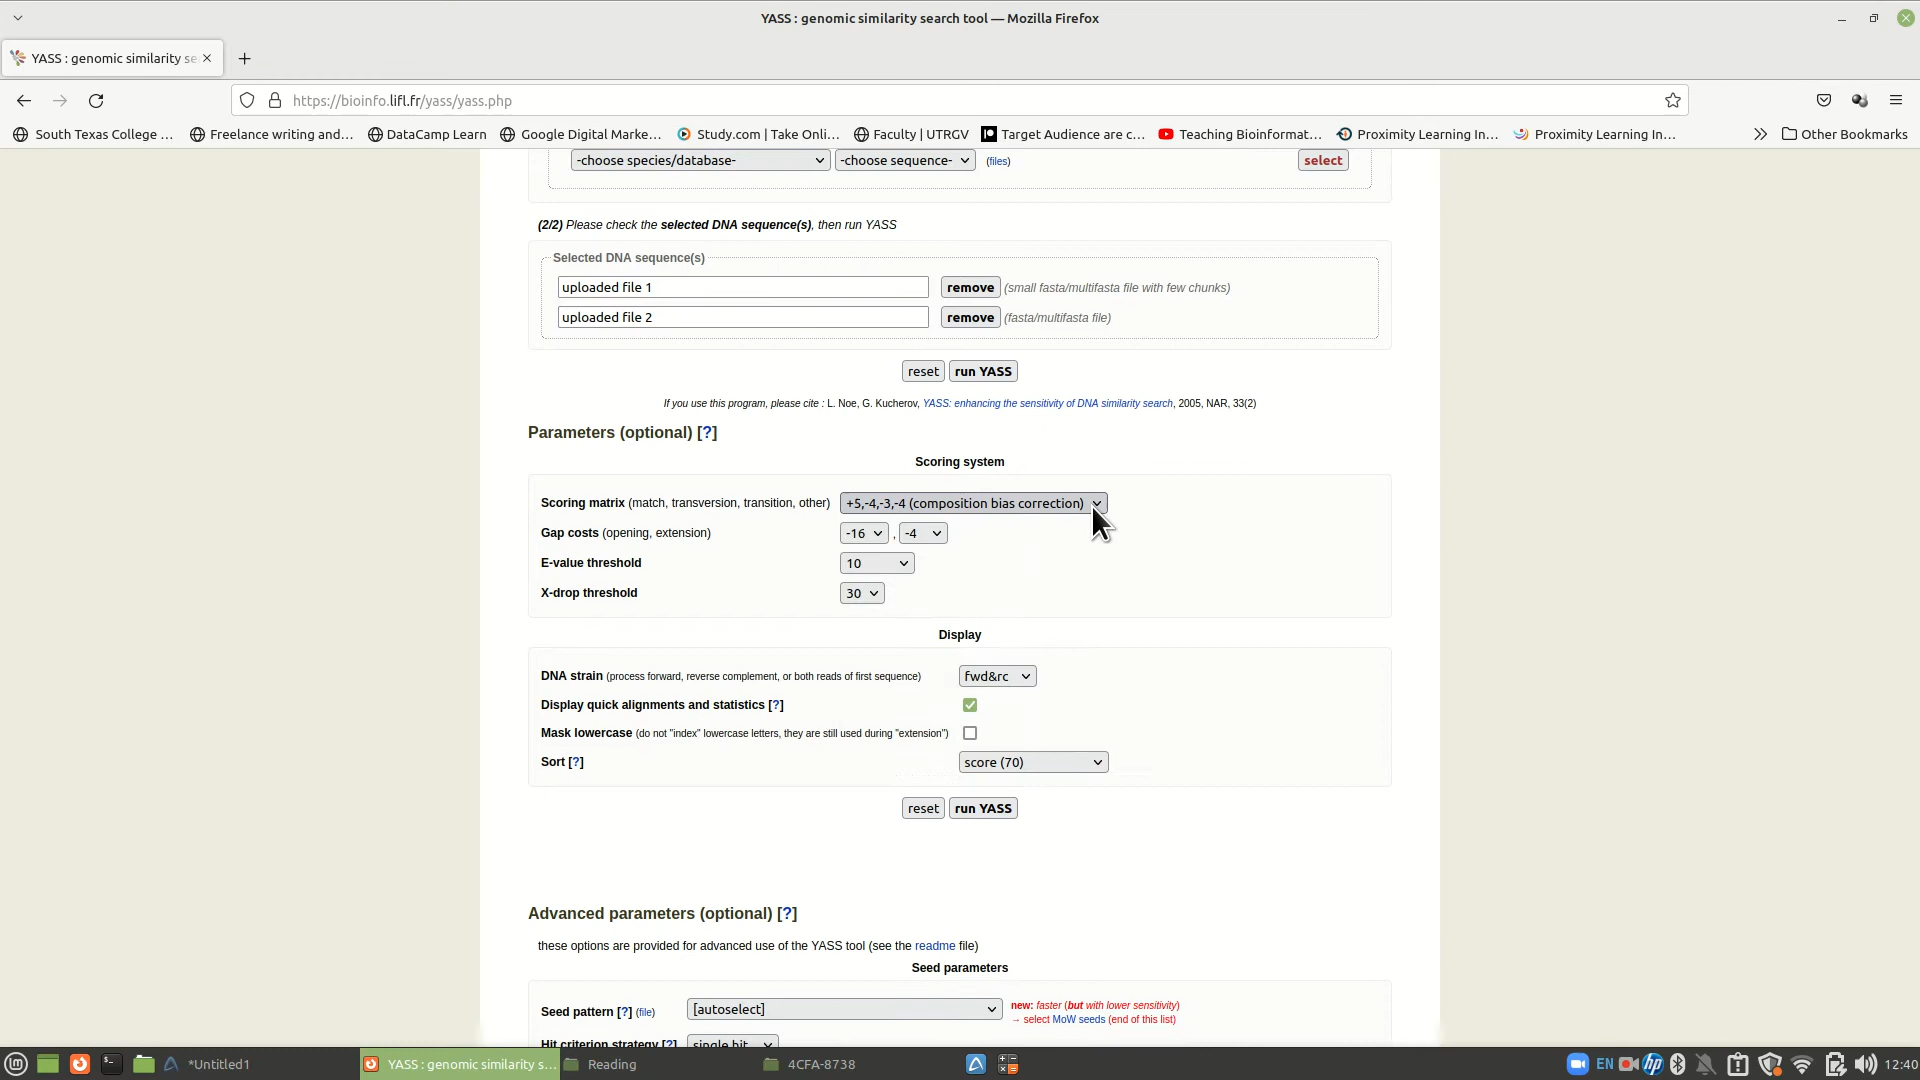 YASS : genomic similarity search tool — Mozilla Firefox
YASS : genomic similarity se
https://bioinfo.lifl.fr/yass/yass.php
South Texas College ...
Freelance writing and...
DataCamp Learn
Google Digital Marke...
Study.com | Take Onli...
Faculty | UTRGV
Target Audience are c...
Teaching Bioinformat...
Proximity Learning In...
Proximity Learning In...
Other Bookmarks
-choose species/database- -choose sequence- (files) select
(2/2) Please check the selected DNA sequence(s), then run YASS
Selected DNA sequence(s)
uploaded file 1 remove (small fasta/multifasta file with few chunks)
uploaded file 2 remove (fasta/multifasta file)
reset run YASS
If you use this program, please cite : L. Noe, G. Kucherov, YASS: enhancing the sensitivity of DNA similarity search, 2005, NAR, 33(2)
Parameters (optional) [?]
Scoring system
Scoring matrix (match, transversion, transition, other) +5,-4,-3,-4 (composition bias correction)
Gap costs (opening, extension) -16 , -4
E-value threshold 10
X-drop threshold 30
Display
DNA strain (process forward, reverse complement, or both reads of first sequence) fwd&rc
Display quick alignments and statistics [?]
Mask lowercase (do not "index" lowercase letters, they are still used during "extension")
Sort [?] score (70)
reset run YASS
Advanced parameters (optional) [?]
these options are provided for advanced use of the YASS tool (see the readme file)
Seed parameters
Seed pattern [?] (file) [autoselect] new: faster (but with lower sensitivity)
→ select MoW seeds (end of this list)
Hit criterion strategy [?] single hit
*Untitled1
YASS : genomic similarity s...
Reading
4CFA-8738
EN
hp
12:40